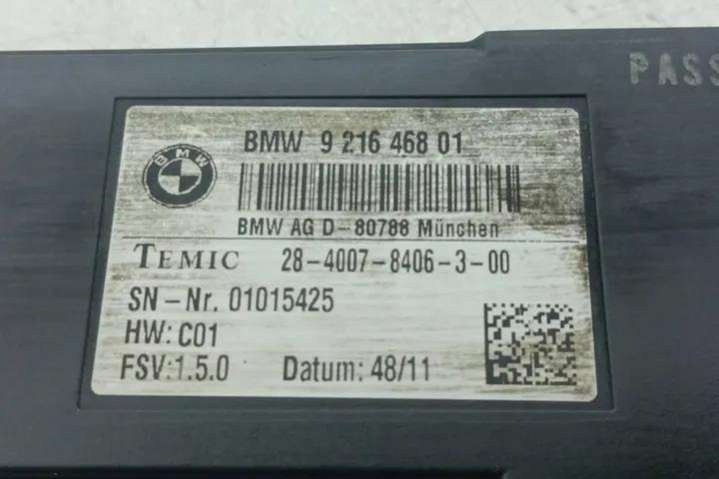 PASS
BMW 9 216 468 01
BMW
BMW AG D-80788 München
TEMIC 28-4007-8406-3-00
SN-Nr. 01015425
HW: C01
FSV:1.5.0 Datum: 48/11